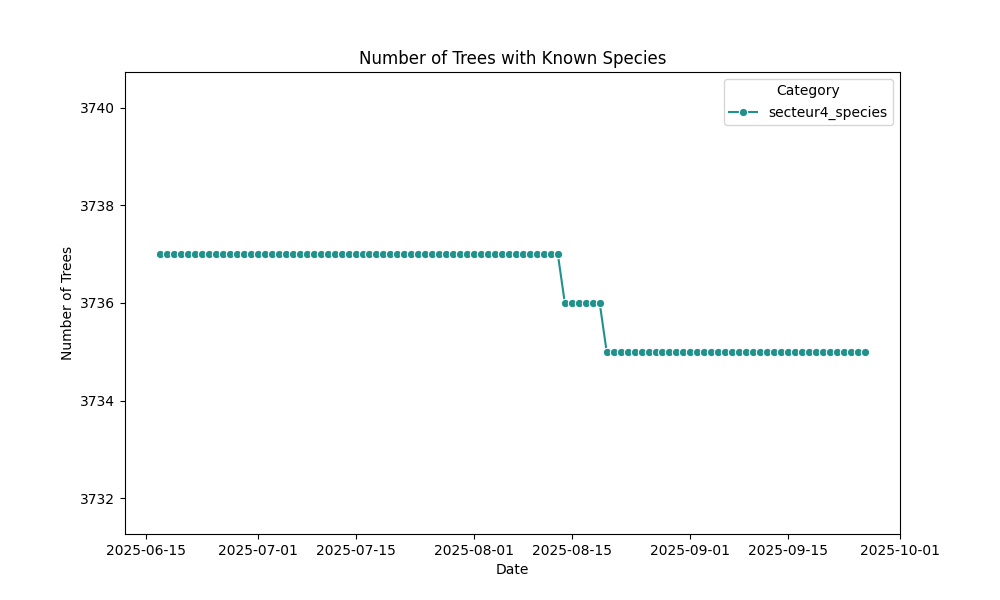 Number of Trees with Known Species
Category
secteur4_species
3740
3738
3736
3734
3732
Number of Trees
2025-06-15
2025-07-01
2025-07-15
2025-08-01
2025-08-15
2025-09-01
2025-09-15
2025-10-01
Date